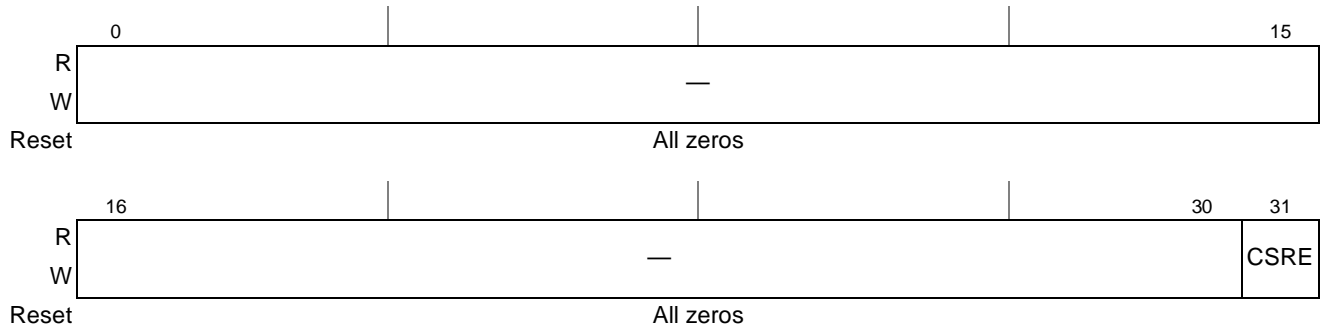 0 15
R
—
W
Reset All zeros
16 30 31
R
— CSRE
W
Reset All zeros